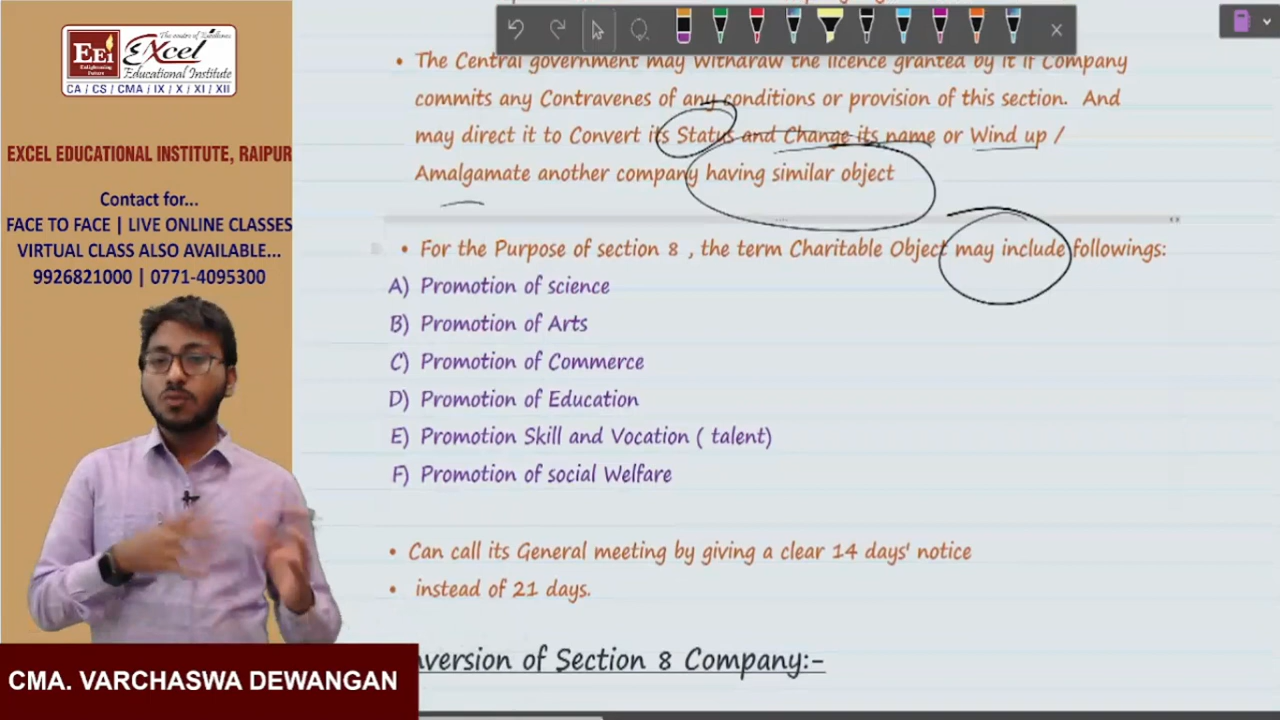 EEi
Enlightening
Future
The centre of Excellence
Excel
Educational Institute
CA / CS / CMA / IX / X / XI / XII
EXCEL EDUCATIONAL INSTITUTE, RAIPUR
Contact for...
FACE TO FACE | LIVE ONLINE CLASSES
VIRTUAL CLASS ALSO AVAILABLE...
9926821000 | 0771-4095300
CMA. VARCHASWA DEWANGAN
• The Central government may Withdraw the licence granted by it if Company
commits any Contravenes of any conditions or provision of this section. And
may direct it to Convert its Status and Change its name or Wind up /
Amalgamate another company having similar object
• For the Purpose of section 8 , the term Charitable Object may include followings:
A) Promotion of science
B) Promotion of Arts
C) Promotion of Commerce
D) Promotion of Education
E) Promotion Skill and Vocation ( talent)
F) Promotion of social Welfare
• Can call its General meeting by giving a clear 14 days' notice
• instead of 21 days.
version of Section 8 Company:-